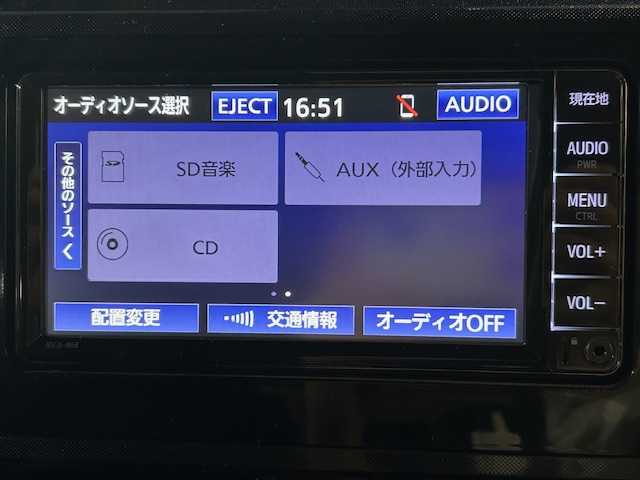 オーディオソース選択 EJECT 16:51 AUDIO
その他のソース
SD
SD音楽
AUX（外部入力）
CD
配置変更 交通情報 オーディオOFF
現在地
AUDIO
PWR
MENU
CTRL
VOL+
VOL−